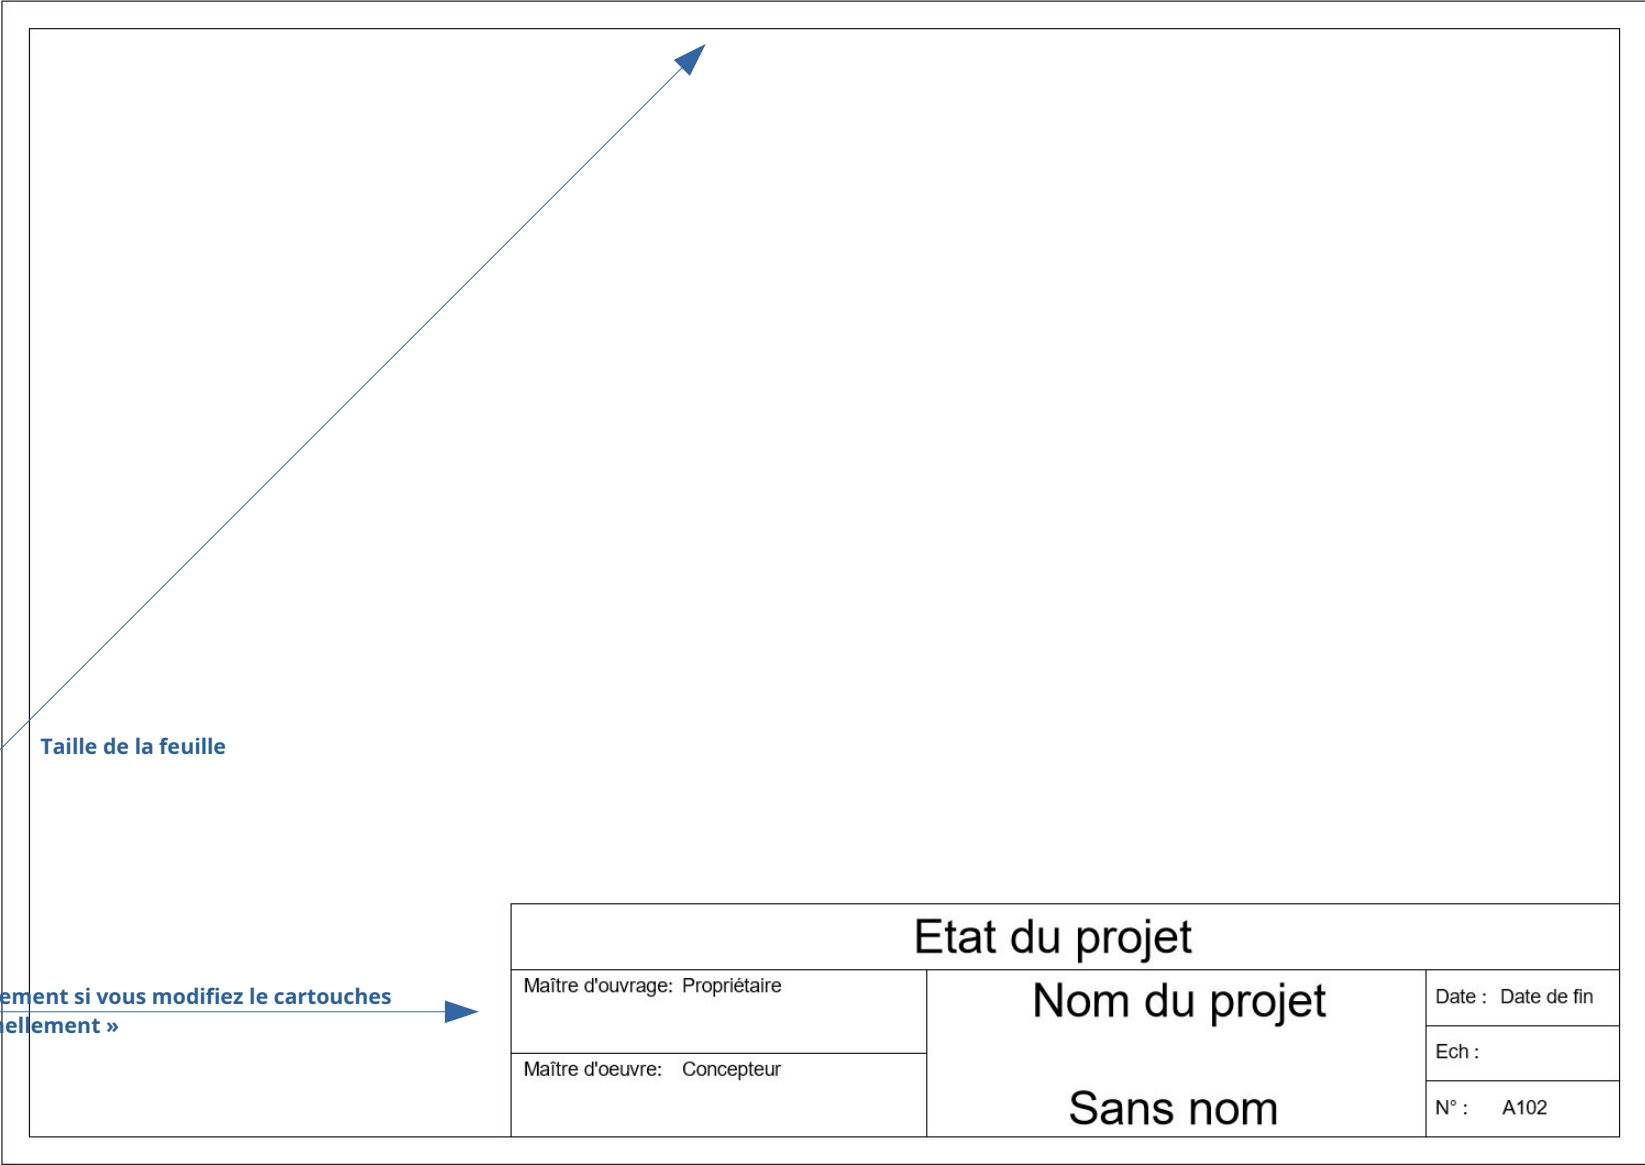 Taille de la feuille
Etat du projet
ement si vous modifiez le cartouches
ellement »
Maître d'ouvrage: Propriétaire
Maître d'oeuvre: Concepteur
Nom du projet
Sans nom
Date : Date de fin
Ech :
N° : A102